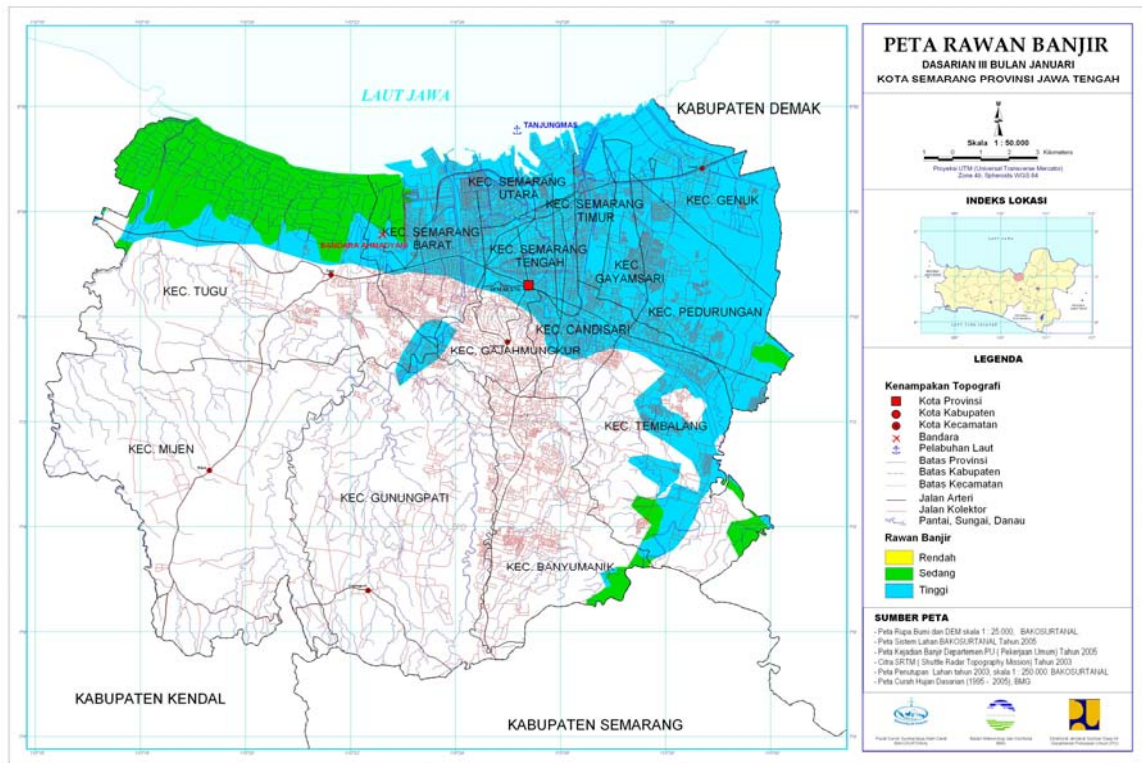 LAUT JAWA
KABUPATEN DEMAK
TANJUNGMAS
KEC. SEMARANG
UTARA
KEC. SEMARANG
TIMUR
KEC. GENUK
KEC. SEMARANG
BARAT
BANDARA AHMADYANI
KEC. SEMARANG
TENGAH
KEC.
GAYAMSARI
KEC. TUGU
KEC. PEDURUNGAN
KEC. CANDISARI
KEC. GAJAHMUNGKUR
KEC. TEMBALANG
KEC. MIJEN
KEC. GUNUNGPATI
KEC. BANYUMANIK
KABUPATEN KENDAL
KABUPATEN SEMARANG
PETA RAWAN BANJIR
DASARIAN III BULAN JANUARI
KOTA SEMARANG PROVINSI JAWA TENGAH
Skala 1 : 50.000
1 0 1 2 3 Kilometers
Proyeksi UTM (Universal Transverse Mercator)
Zone 49, Spheroids WGS 84
INDEKS LOKASI
LEGENDA
Kenampakan Topografi
Kota Provinsi
Kota Kabupaten
Kota Kecamatan
Bandara
Pelabuhan Laut
Batas Provinsi
Batas Kabupaten
Batas Kecamatan
Jalan Arteri
Jalan Kolektor
Pantai, Sungai, Danau
Rawan Banjir
Rendah
Sedang
Tinggi
SUMBER PETA
- Peta Rupa Bumi dan DEM skala 1 : 25.000, BAKOSURTANAL
- Peta Sistem Lahan BAKOSURTANAL Tahun 2005
- Peta Kejadian Banjir Departemen PU ( Pekerjaan Umum) Tahun 2005
- Citra SRTM ( Shuttle Radar Topography Mission) Tahun 2003
- Peta Penutupan Lahan tahun 2003, skala 1 : 250.000 BAKOSURTANAL
- Peta Curah Hujan Dasarian (1995 - 2005), BMG